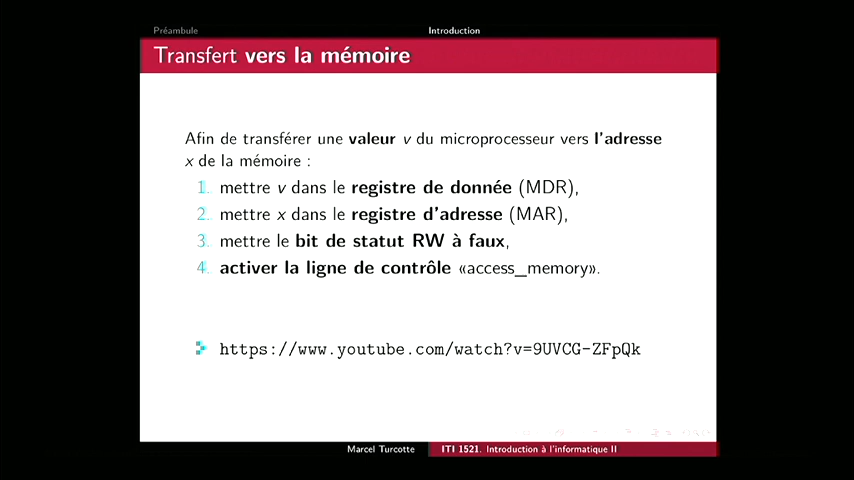 Préambule Introduction
Transfert vers la mémoire
Afin de transférer une valeur v du microprocesseur vers l'adresse
x de la mémoire :
1. mettre v dans le registre de donnée (MDR),
2. mettre x dans le registre d'adresse (MAR),
3. mettre le bit de statut RW à faux,
4. activer la ligne de contrôle «access_memory».
https://www.youtube.com/watch?v=9UVCG-ZFpQk
Marcel Turcotte ITI 1521. Introduction à l'informatique II